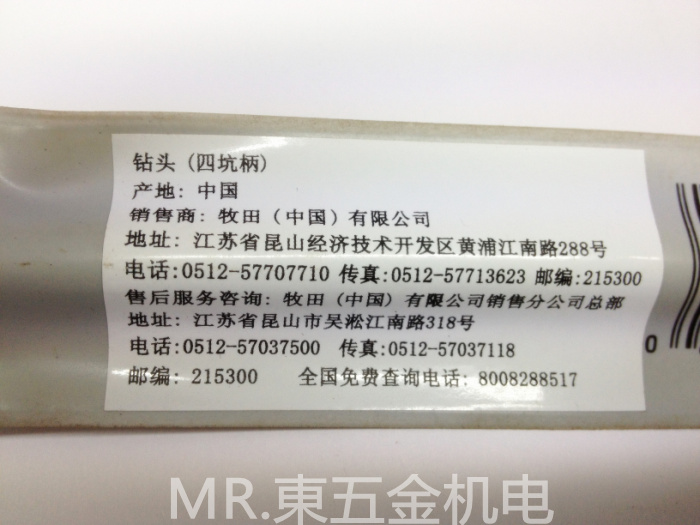 钻头 (四坑柄)
产地: 中国
销售商: 牧田 (中国) 有限公司
地址: 江苏省昆山经济技术开发区黄浦江南路288号
电话:0512-57707710 传真:0512-57713623 邮编:215300
售后服务咨询: 牧田 (中国) 有限公司销售分公司总部
地址: 江苏省昆山市吴淞江南路318号
电话:0512-57037500 传真:0512-57037118
邮编: 215300 全国免费查询电话: 8008288517
0
MR.東五金机电